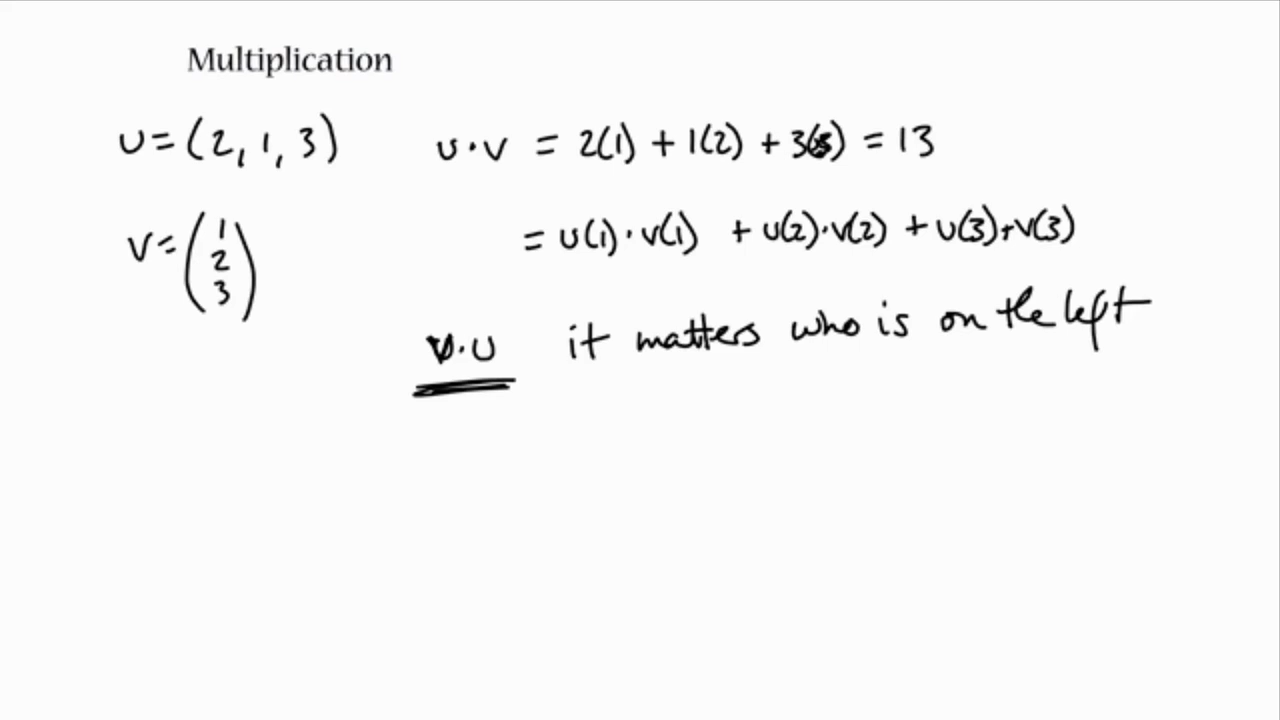 Multiplication
U = (2, 1, 3)    U · V = 2(1) + 1(2) + 3(3) = 13
V = (1 2 3)    = U(1) · V(1) + U(2) · V(2) + U(3) + V(3)
V · U    it matters who is on the left